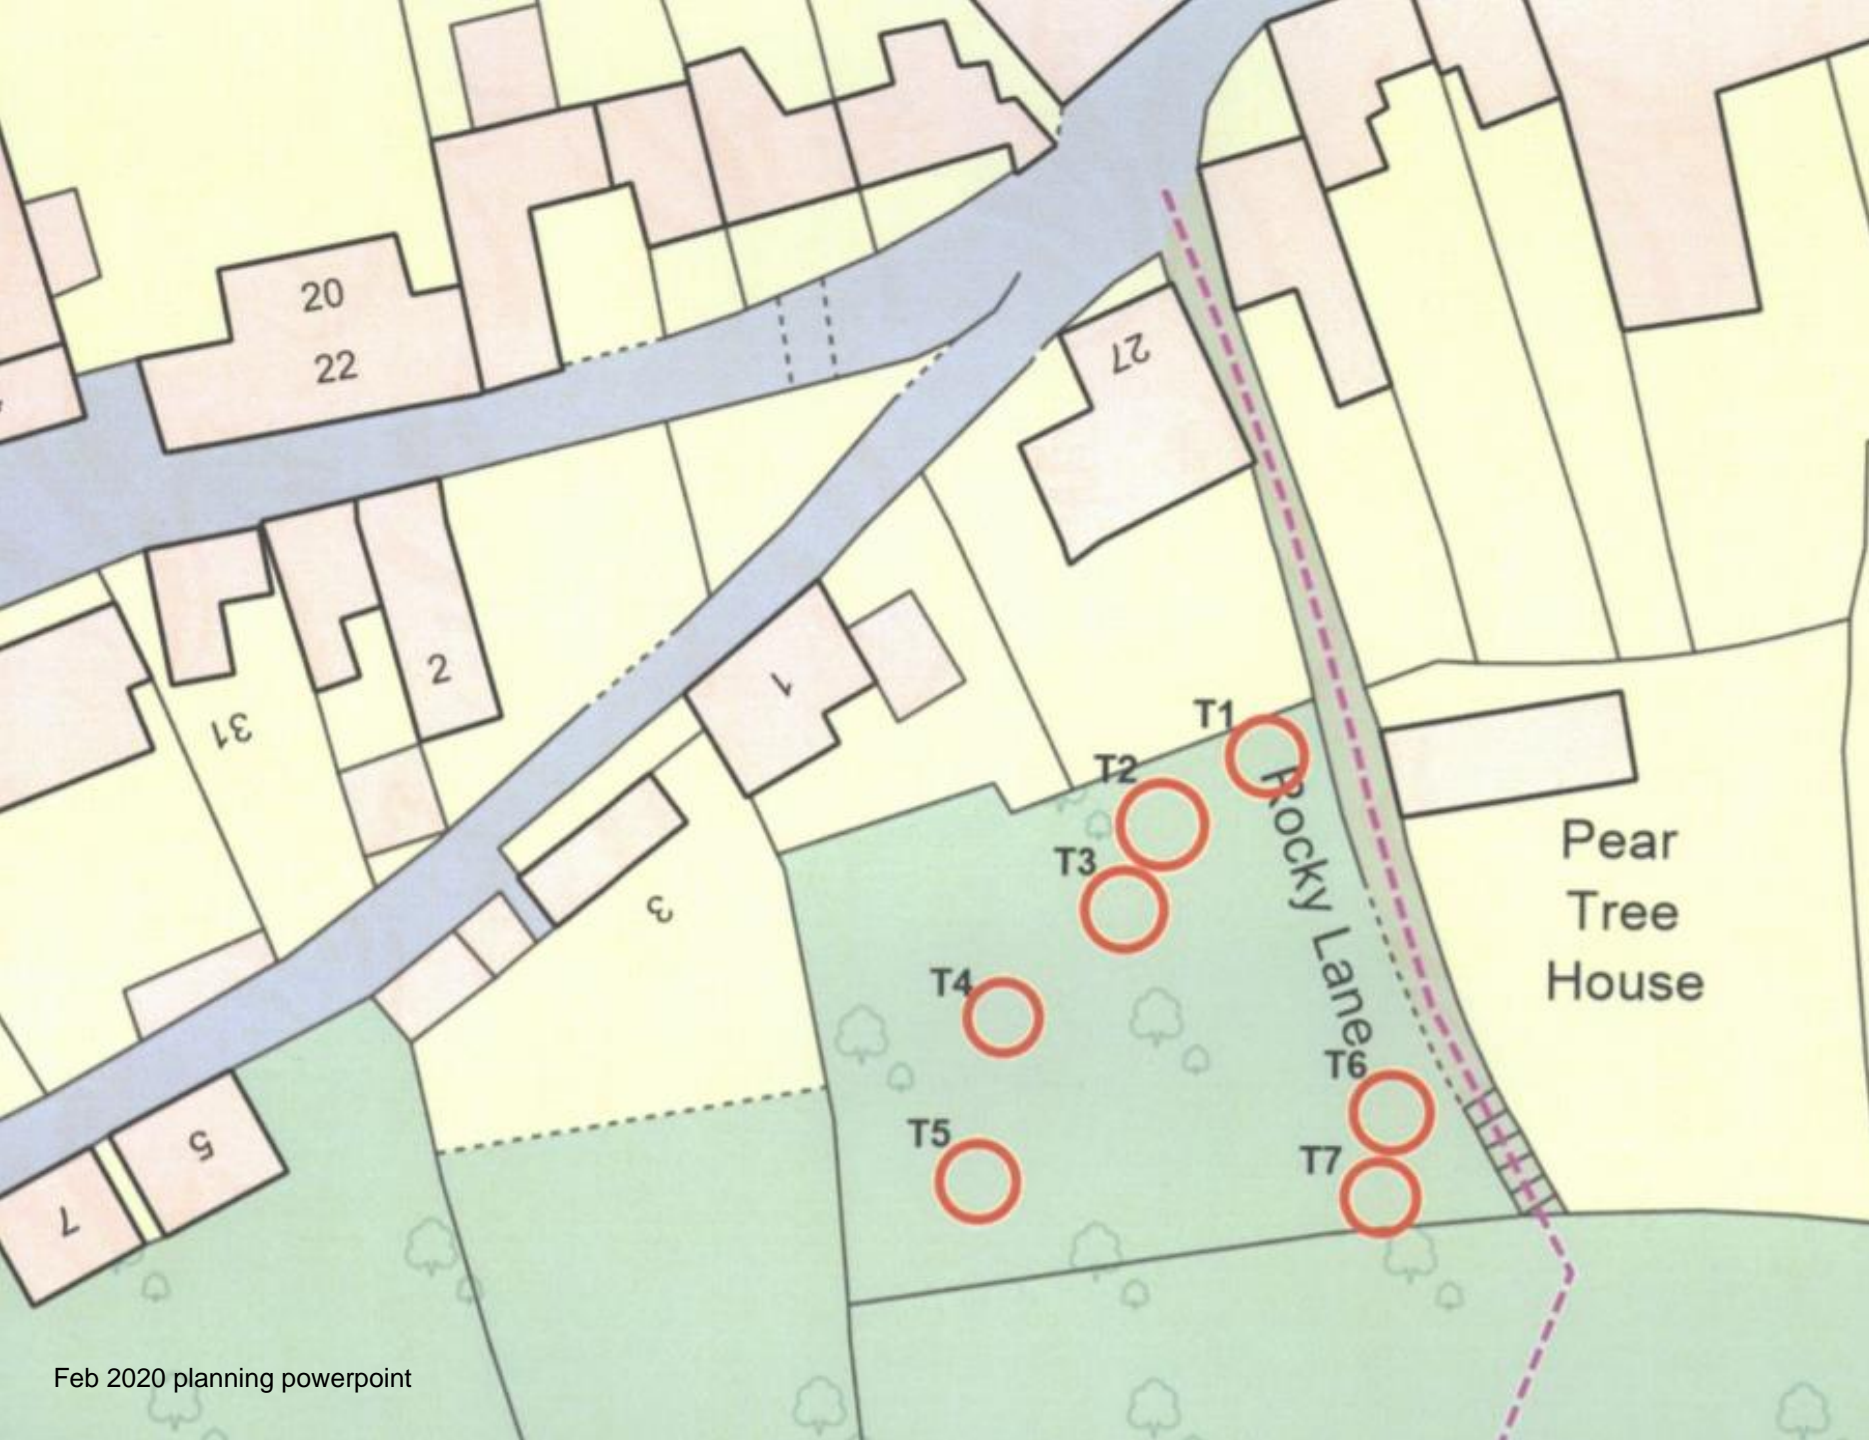 20
22
27
2
1
31
T1
T2
T3
3
Rocky Lane
Pear
Tree
House
T4
T6
T5
T7
5
7
Feb 2020 planning powerpoint